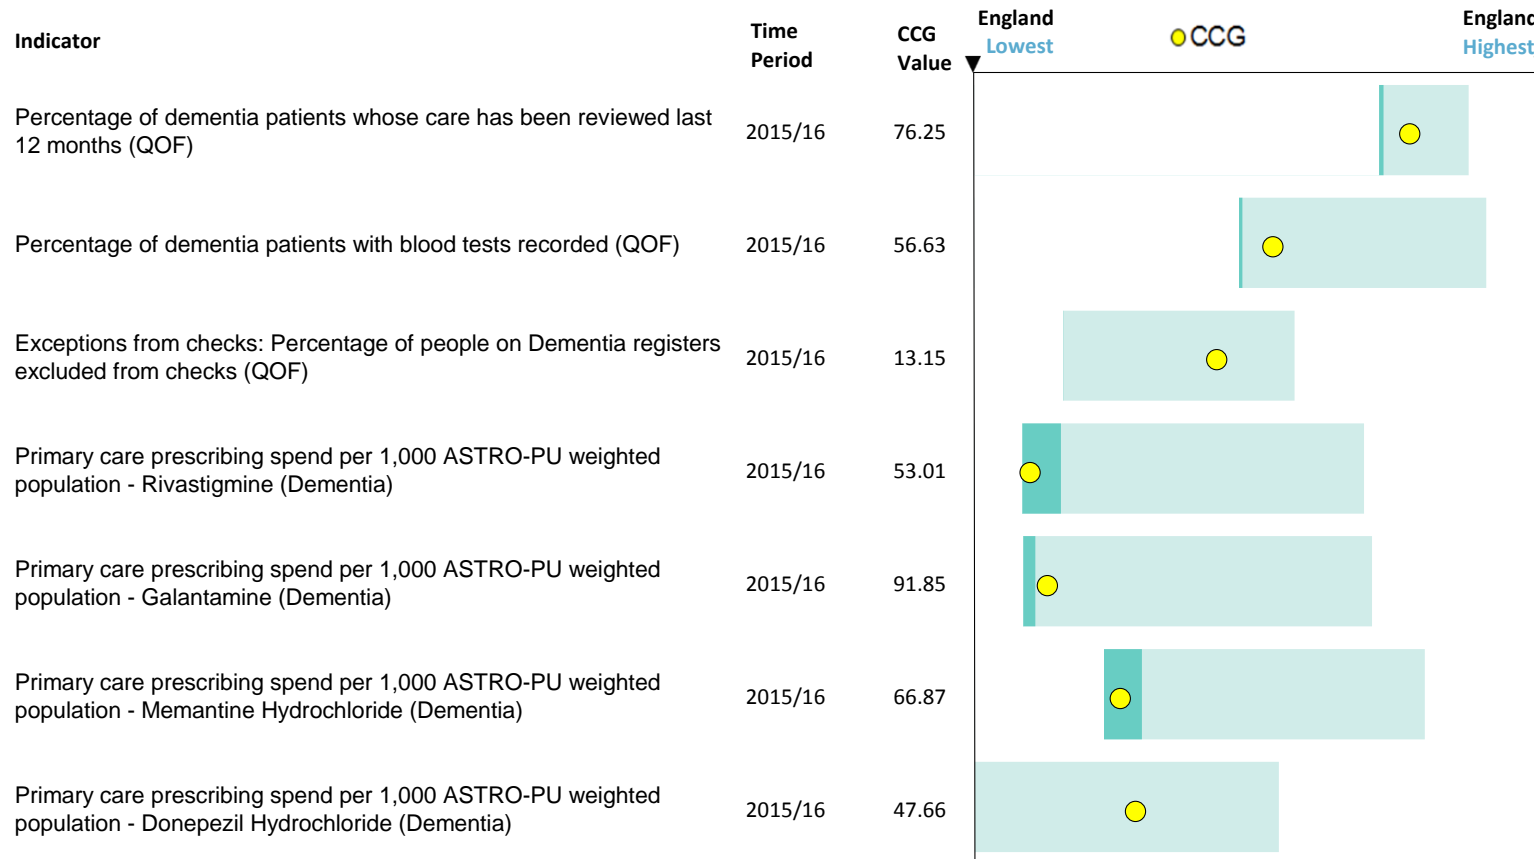 Indicator
Time
Period
CCG
Value
England
Lowest
CCG
England
Highest
Percentage of dementia patients whose care has been reviewed last
12 months (QOF)
2015/16
76.25
Percentage of dementia patients with blood tests recorded (QOF)
2015/16
56.63
Exceptions from checks: Percentage of people on Dementia registers
excluded from checks (QOF)
2015/16
13.15
Primary care prescribing spend per 1,000 ASTRO-PU weighted
population - Rivastigmine (Dementia)
2015/16
53.01
Primary care prescribing spend per 1,000 ASTRO-PU weighted
population - Galantamine (Dementia)
2015/16
91.85
Primary care prescribing spend per 1,000 ASTRO-PU weighted
population - Memantine Hydrochloride (Dementia)
2015/16
66.87
Primary care prescribing spend per 1,000 ASTRO-PU weighted
population - Donepezil Hydrochloride (Dementia)
2015/16
47.66